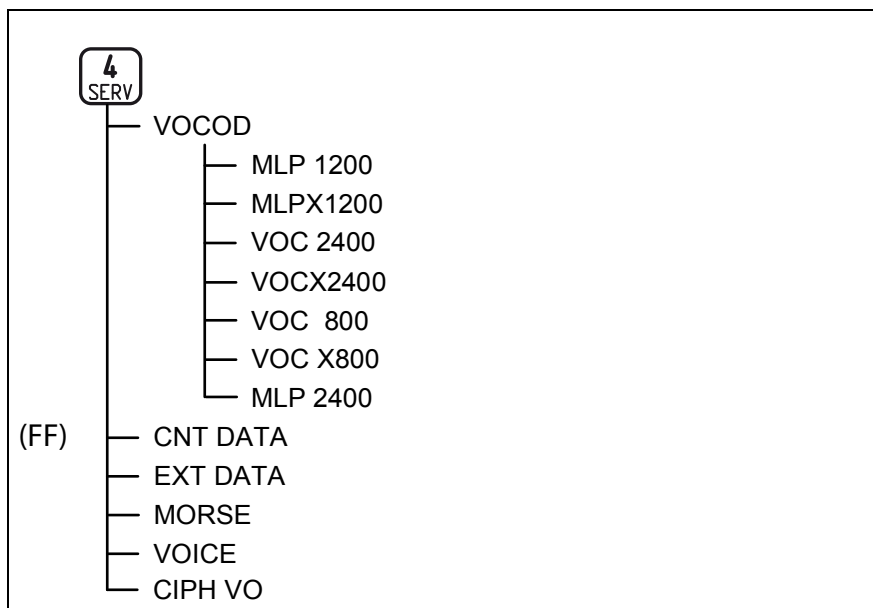 4
SERV
VOCOD
MLP 1200
MLPX1200
VOC 2400
VOCX2400
VOC  800
VOC X800
MLP 2400
(FF) CNT DATA
EXT DATA
MORSE
VOICE
CIPH VO